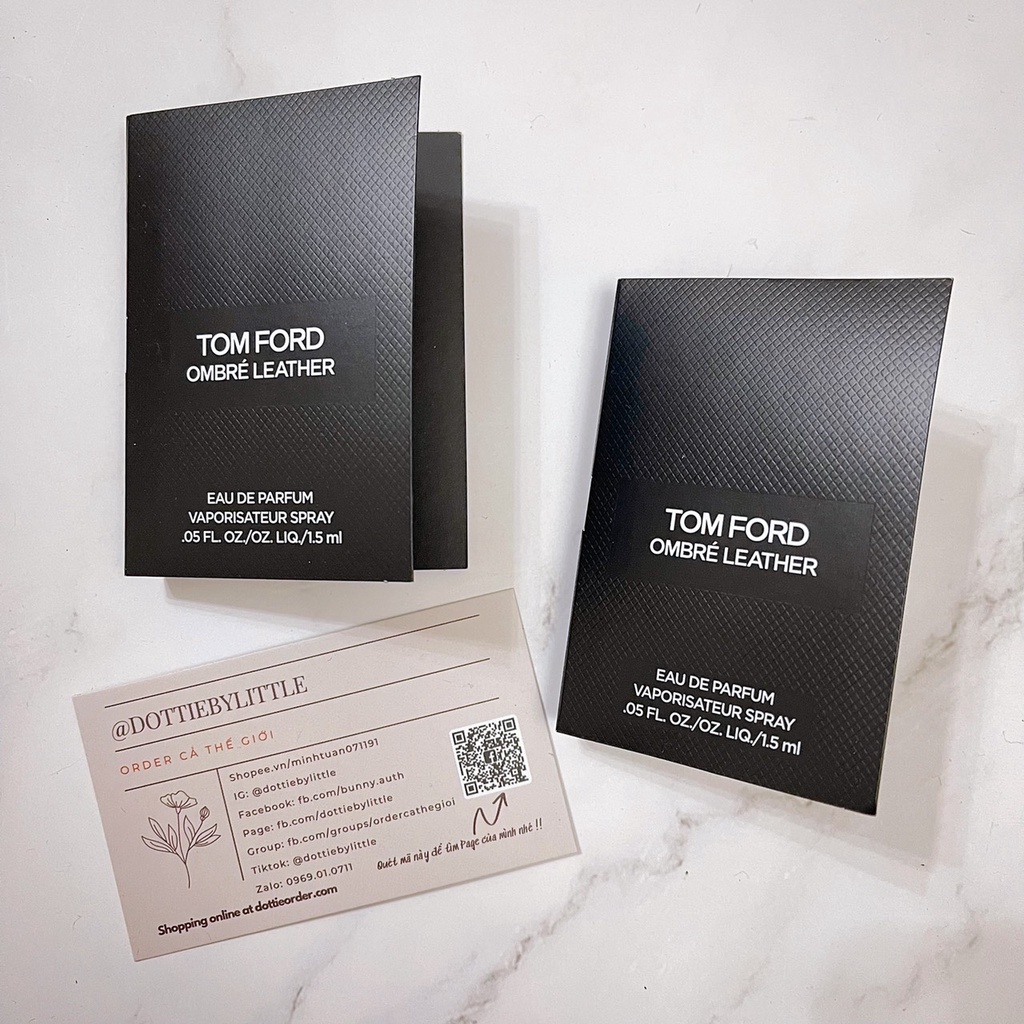 TOM FORD
OMBRÉ LEATHER
EAU DE PARFUM
VAPORISATEUR SPRAY
.05 FL. OZ./OZ. LIQ./1.5 ml
TOM FORD
OMBRÉ LEATHER
EAU DE PARFUM
VAPORISATEUR SPRAY
.05 FL. OZ./OZ. LIQ./1.5 ml
@DOTTIEBYLITTLE
ORDER CẢ THẾ GIỚI
Shopee.vn/minhtuan071191
IG: @dottiebylittle
Facebook: fb.com/bunny.auth
Page: fb.com/dottiebylittle
Group: fb.com/groups/ordercathegioi
Tiktok: @dottiebylittle
Zalo: 0969.01.0711
Quét mã này để tìm Page của mình nhé !!
Shopping online at dottieorder.com